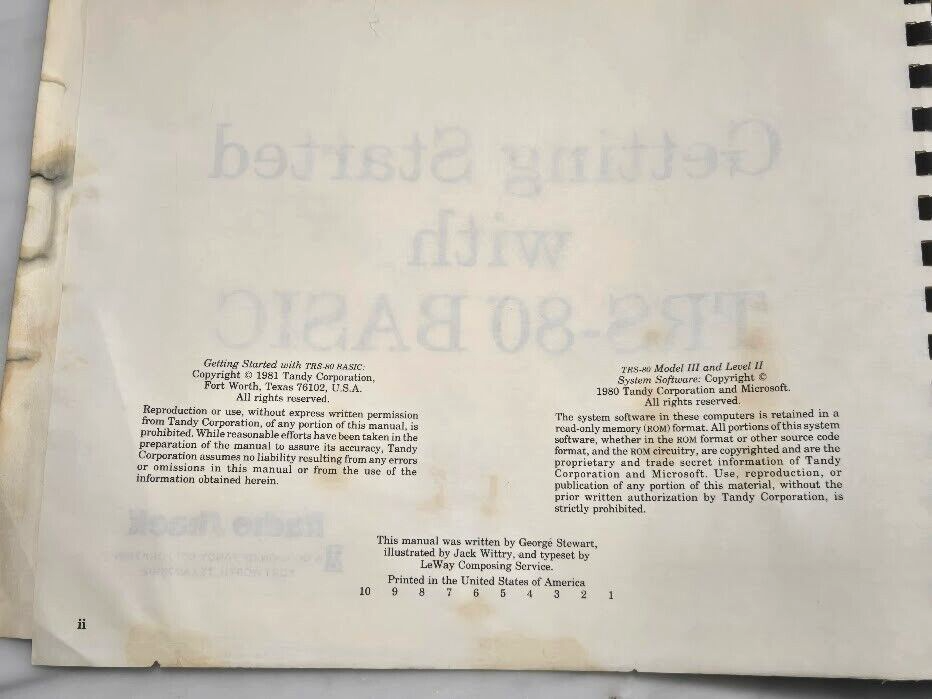 Getting Started
with
TRS-80 BASIC
Getting Started with TRS-80 BASIC:
Copyright © 1981 Tandy Corporation,
Fort Worth, Texas 76102, U.S.A.
All rights reserved.
Reproduction or use, without express written permission
from Tandy Corporation, of any portion of this manual, is
prohibited. While reasonable efforts have been taken in the
preparation of the manual to assure its accuracy, Tandy
Corporation assumes no liability resulting from any errors
or omissions in this manual or from the use of the
information obtained herein.
TRS-80 Model III and Level II
System Software: Copyright ©
1980 Tandy Corporation and Microsoft.
All rights reserved.
The system software in these computers is retained in a
read-only memory (ROM) format. All portions of this system
software, whether in the ROM format or other source code
format, and the ROM circuitry, are copyrighted and are the
proprietary and trade secret information of Tandy
Corporation and Microsoft. Use, reproduction, or
publication of any portion of this material, without the
prior written authorization by Tandy Corporation, is
strictly prohibited.
Radio Shack
This manual was written by George Stewart,
illustrated by Jack Wittry, and typeset by
LeWay Composing Service.
Printed in the United States of America
10 9 8 7 6 5 4 3 2 1
ii